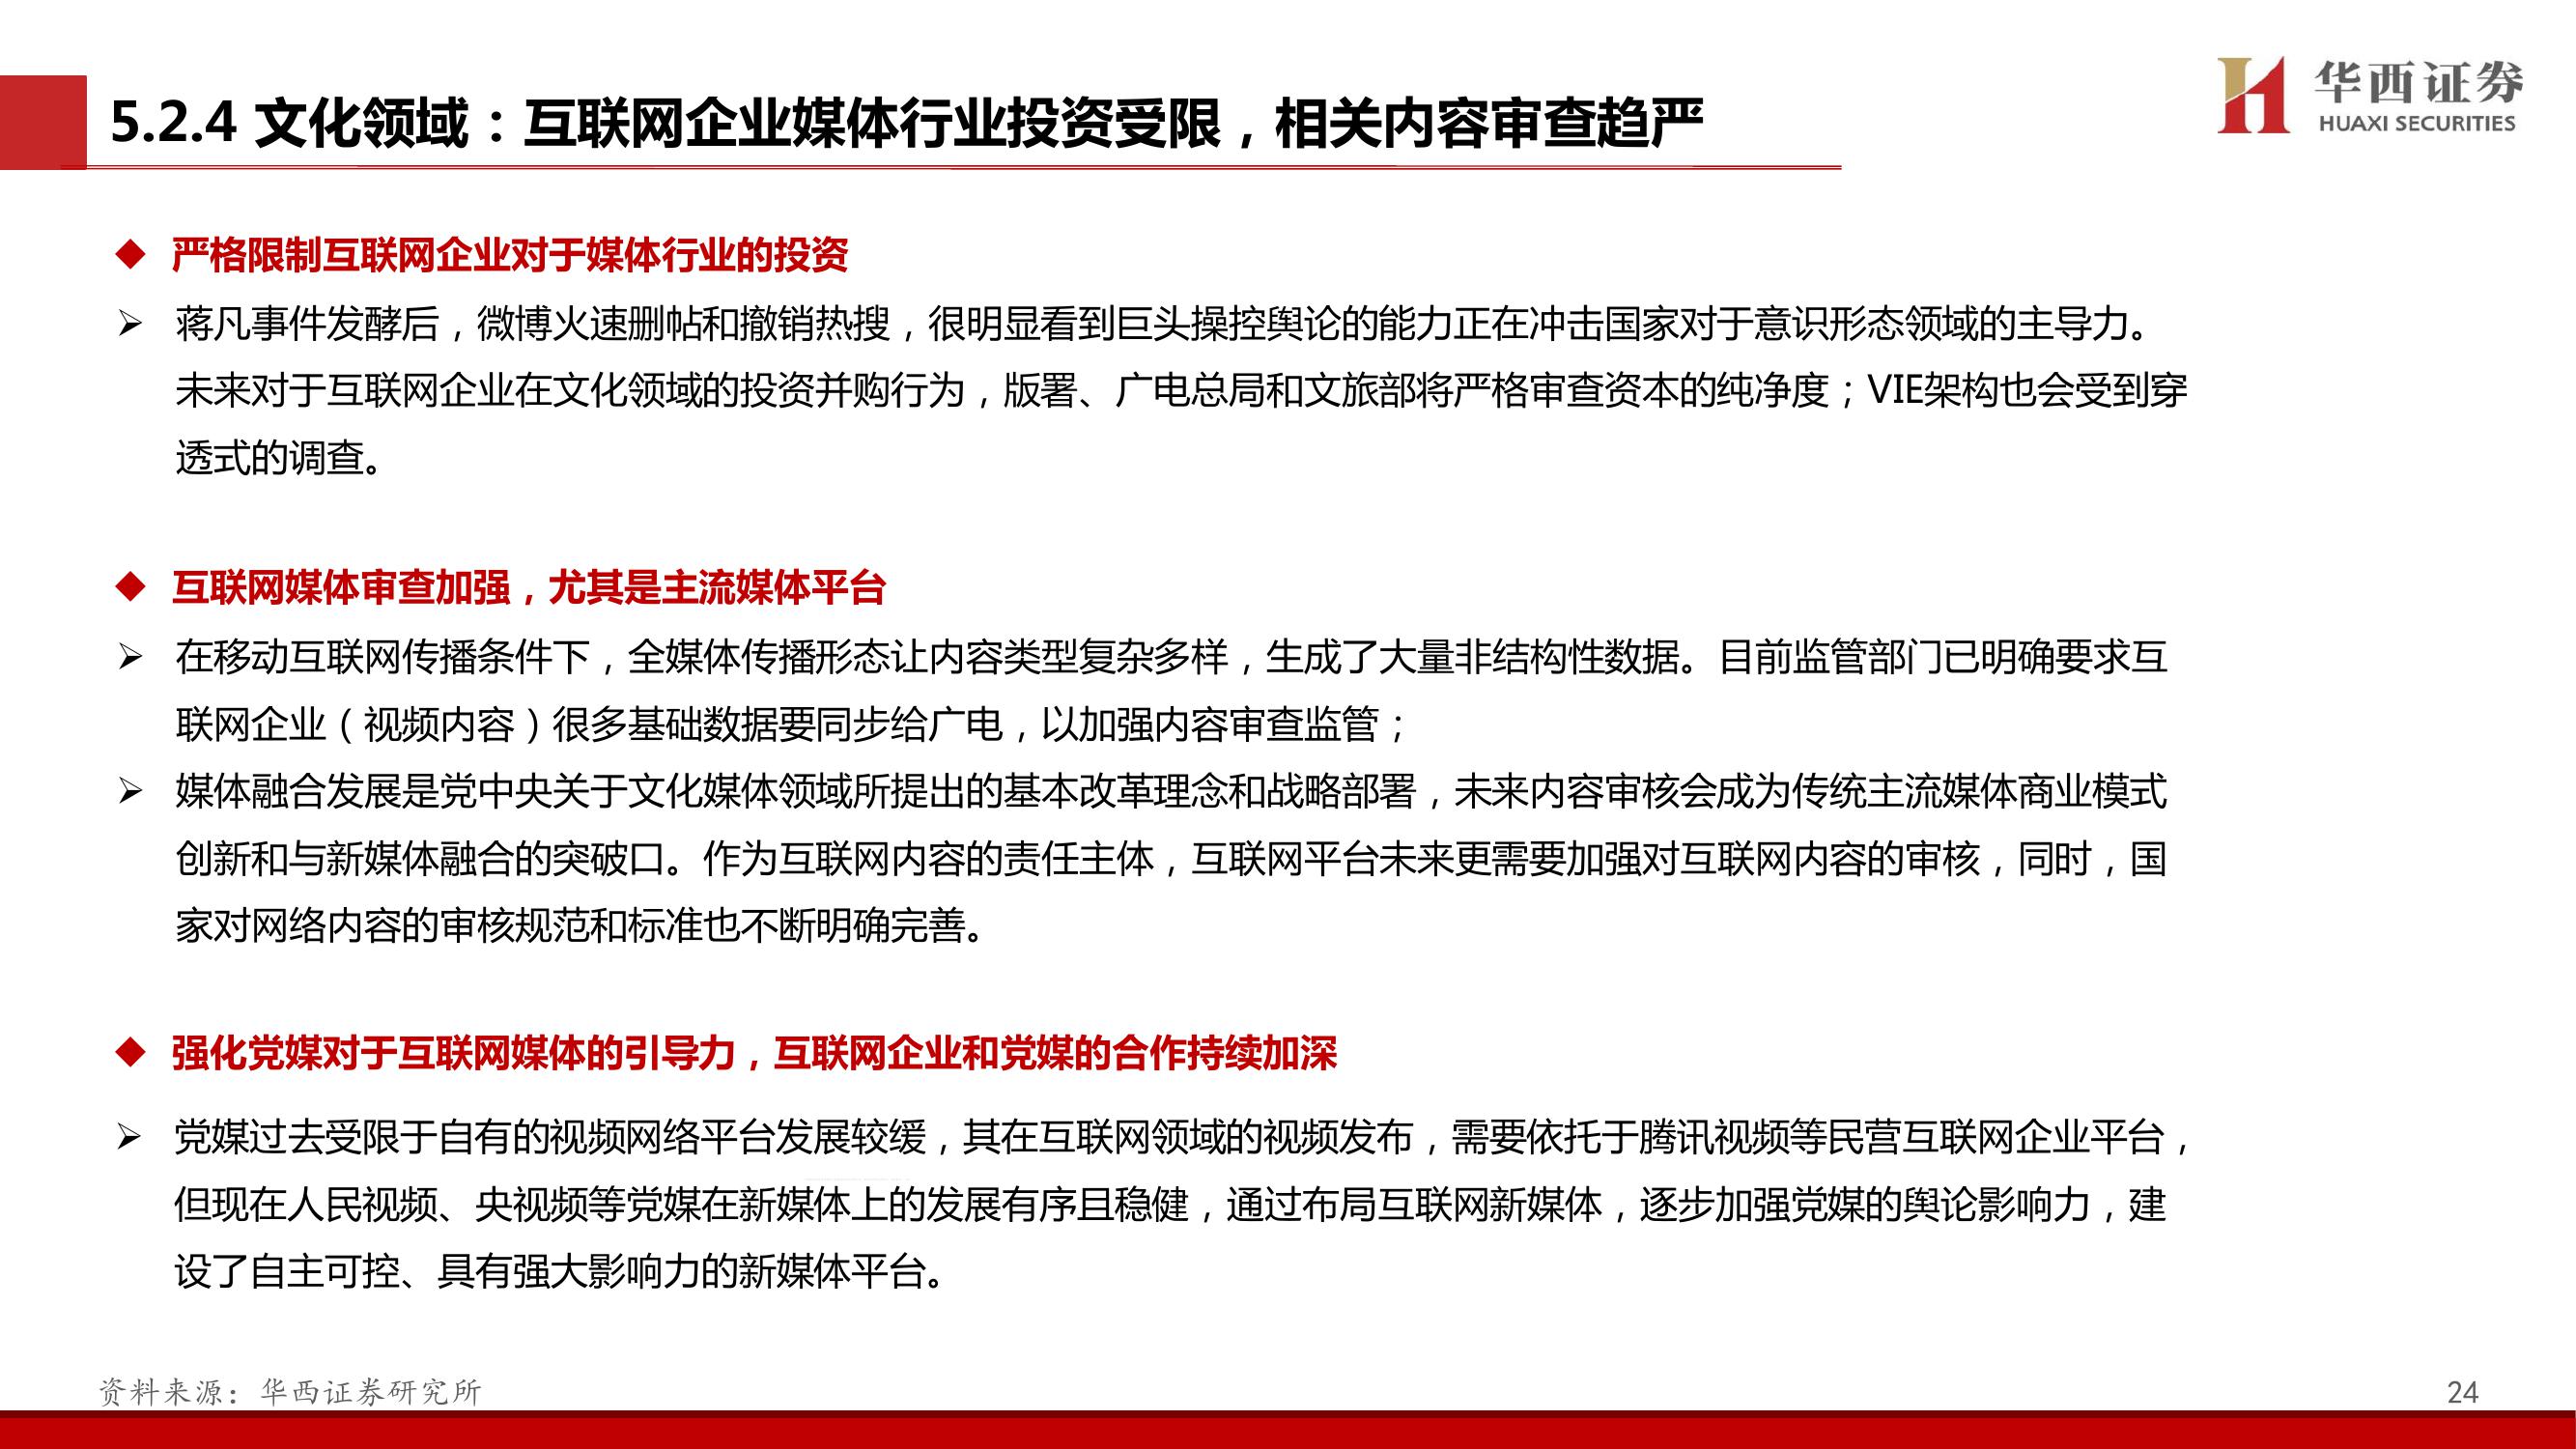 华西证券
HUAXI SECURITIES
5.2.4 文化领域：互联网企业媒体行业投资受限，相关内容审查趋严
严格限制互联网企业对于媒体行业的投资
蒋凡事件发酵后，微博火速删帖和撤销热搜，很明显看到巨头操控舆论的能力正在冲击国家对于意识形态领域的主导力。
未来对于互联网企业在文化领域的投资并购行为，版署、广电总局和文旅部将严格审查资本的纯净度；VIE架构也会受到穿
透式的调查。
互联网媒体审查加强，尤其是主流媒体平台
在移动互联网传播条件下，全媒体传播形态让内容类型复杂多样，生成了大量非结构性数据。目前监管部门已明确要求互
联网企业（视频内容）很多基础数据要同步给广电，以加强内容审查监管；
媒体融合发展是党中央关于文化媒体领域所提出的基本改革理念和战略部署，未来内容审核会成为传统主流媒体商业模式
创新和与新媒体融合的突破口。作为互联网内容的责任主体，互联网平台未来更需要加强对互联网内容的审核，同时，国
家对网络内容的审核规范和标准也不断明确完善。
强化党媒对于互联网媒体的引导力，互联网企业和党媒的合作持续加深
党媒过去受限于自有的视频网络平台发展较缓，其在互联网领域的视频发布，需要依托于腾讯视频等民营互联网企业平台，
但现在人民视频、央视频等党媒在新媒体上的发展有序且稳健，通过布局互联网新媒体，逐步加强党媒的舆论影响力，建
设了自主可控、具有强大影响力的新媒体平台。
资料来源：华西证券研究所
24